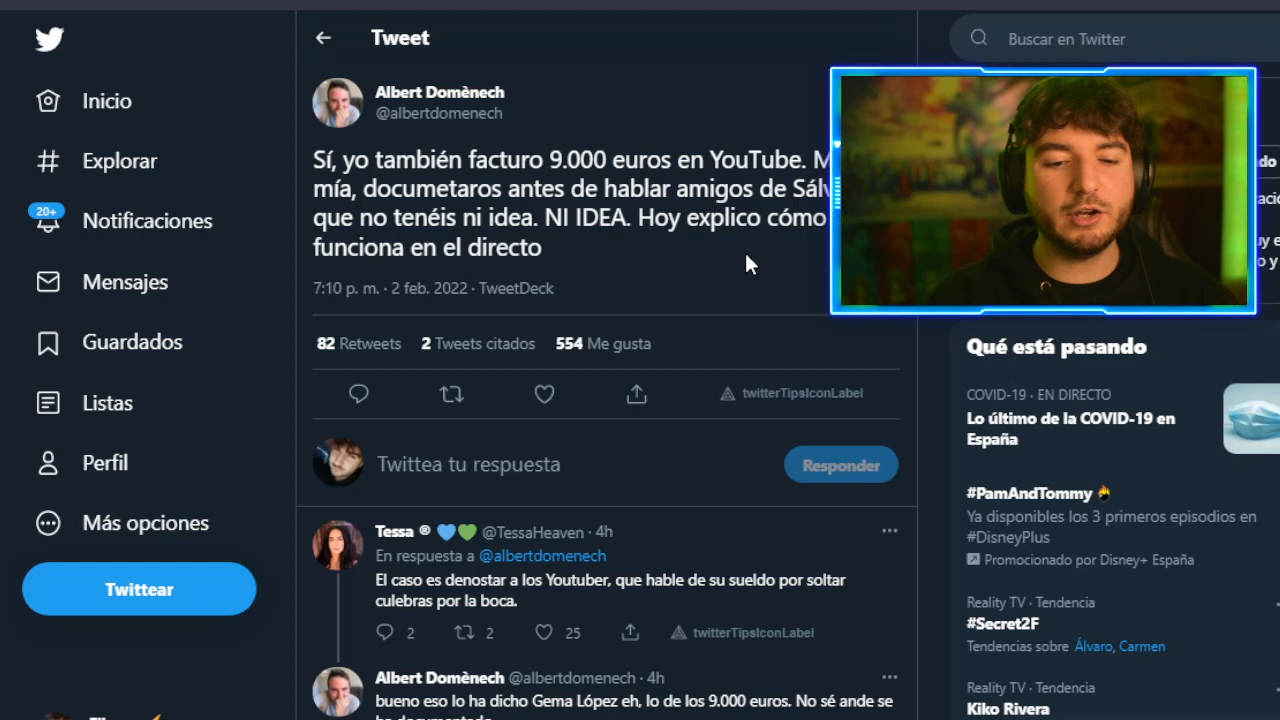 Inicio
Explorar
20+
Notificaciones
Mensajes
Guardados
Listas
Perfil
Más opciones
Twittear
Tweet
Albert Domènech
@albertdomenech
Sí, yo también facturo 9.000 euros en YouTube.
mía, documetaros antes de hablar amigos de
que no tenéis ni idea. NI IDEA. Hoy explico cómo
funciona en el directo
7:10 p. m. · 2 feb. 2022 · TweetDeck
82 Retweets 2 Tweets citados 554 Me gusta
twitterTipsIconLabel
Twittea tu respuesta
Responder
Tessa ® 💙💚 @TessaHeaven · 4h
En respuesta a @albertdomenech
El caso es denostar a los Youtuber, que hable de su sueldo por soltar
culebras por la boca.
2 2 25 twitterTipsIconLabel
Albert Domènech @albertdomenech · 4h
bueno eso lo ha dicho Gema López eh, lo de los 9.000 euros. No sé ande se
Buscar en Twitter
Qué está pasando
COVID-19 · EN DIRECTO
Lo último de la COVID-19 en
España
#PamAndTommy
Ya disponibles los 3 primeros episodios en
#DisneyPlus
Promocionado por Disney+ España
Reality TV · Tendencia
#Secret2F
Tendencias sobre Álvaro, Carmen
Reality TV · Tendencia
Kiko Rivera